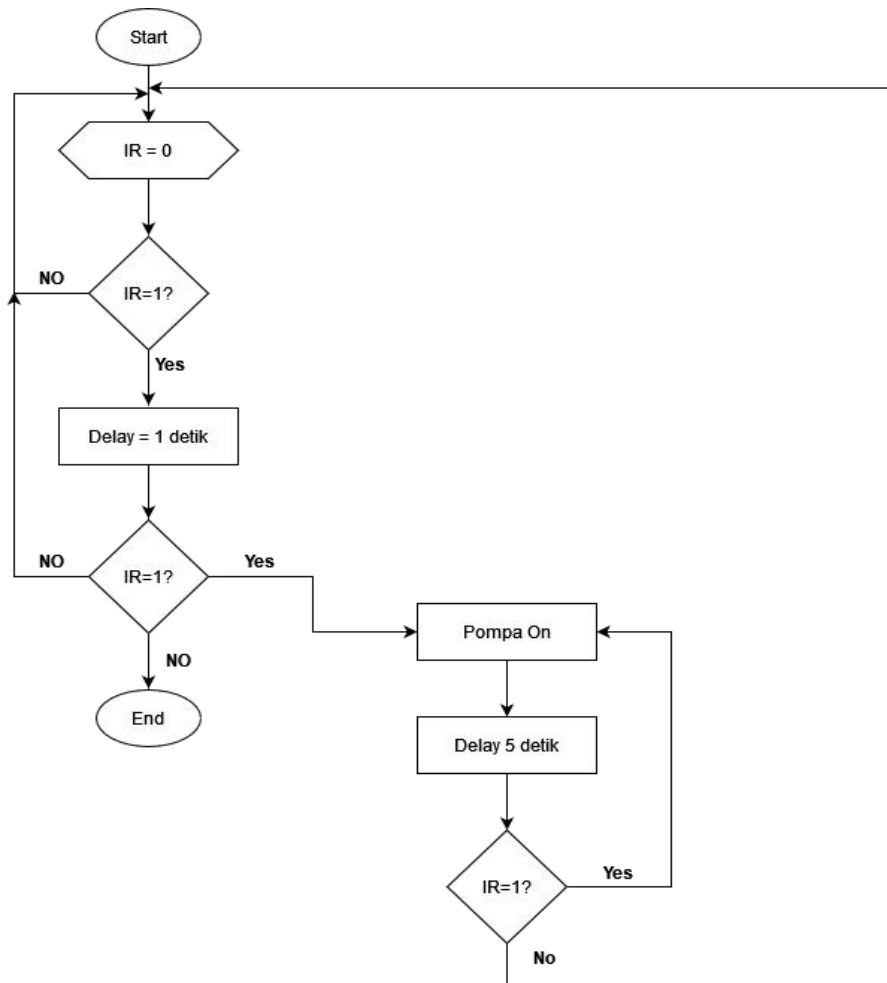 Start
IR = 0
NO
IR=1?
Yes
Delay = 1 detik
NO
IR=1?
Yes
NO
End
Pompa On
Delay 5 detik
IR=1?
Yes
No